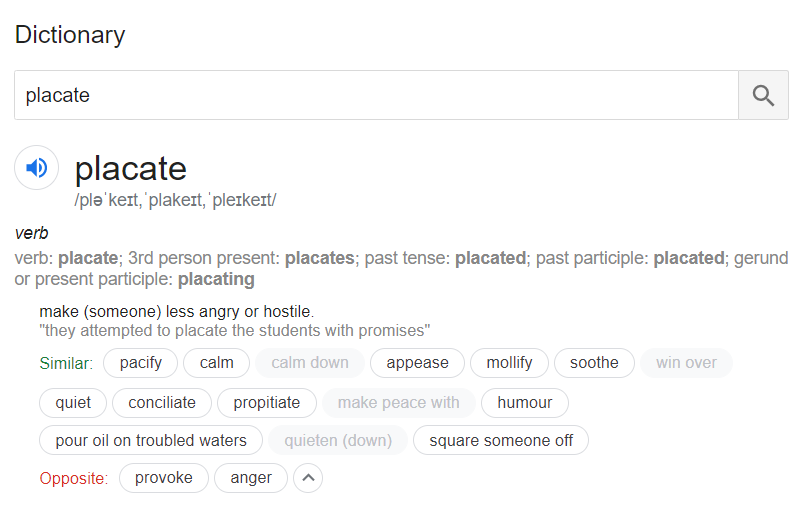 Dictionary
placate
placate
/pləˈkeɪt,ˈplakeɪt,ˈpleɪkeɪt/
verb
verb: placate; 3rd person present: placates; past tense: placated; past participle: placated; gerund
or present participle: placating
make (someone) less angry or hostile.
"they attempted to placate the students with promises"
Similar: pacify calm calm down appease mollify soothe win over
quiet conciliate propitiate make peace with humour
pour oil on troubled waters quieten (down) square someone off
Opposite: provoke anger